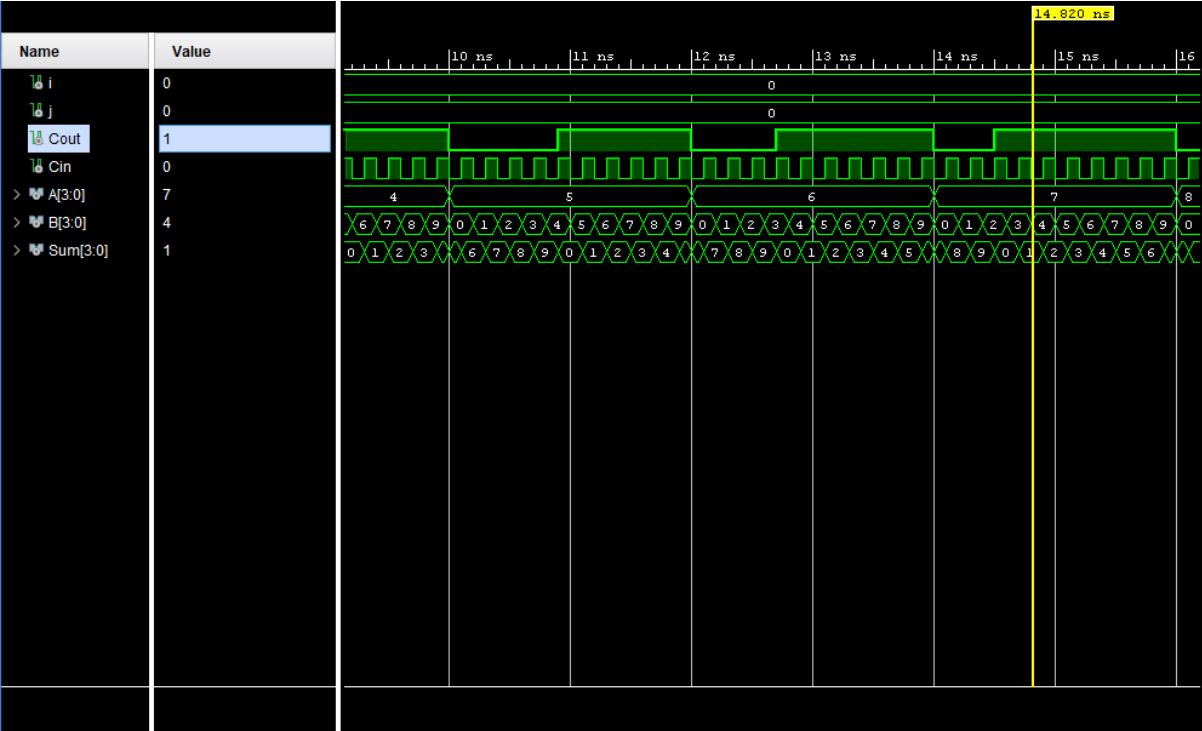 14.820 ns
Name Value 10 ns 11 ns 12 ns 13 ns 14 ns 15 ns 16
i 0 0
j 0 0
Cout 1
Cin 0
A[3:0] 7 4 5 6 7 8
B[3:0] 4 6 7 8 9 0 1 2 3 4 5 6 7 8 9 0 1 2 3 4 5 6 7 8 9 0 1 2 3 4 5 6 7 8 9 0
Sum[3:0] 1 0 1 2 3 6 7 8 9 0 1 2 3 4 7 8 9 0 1 2 3 4 5 8 9 0 1 2 3 4 5 6